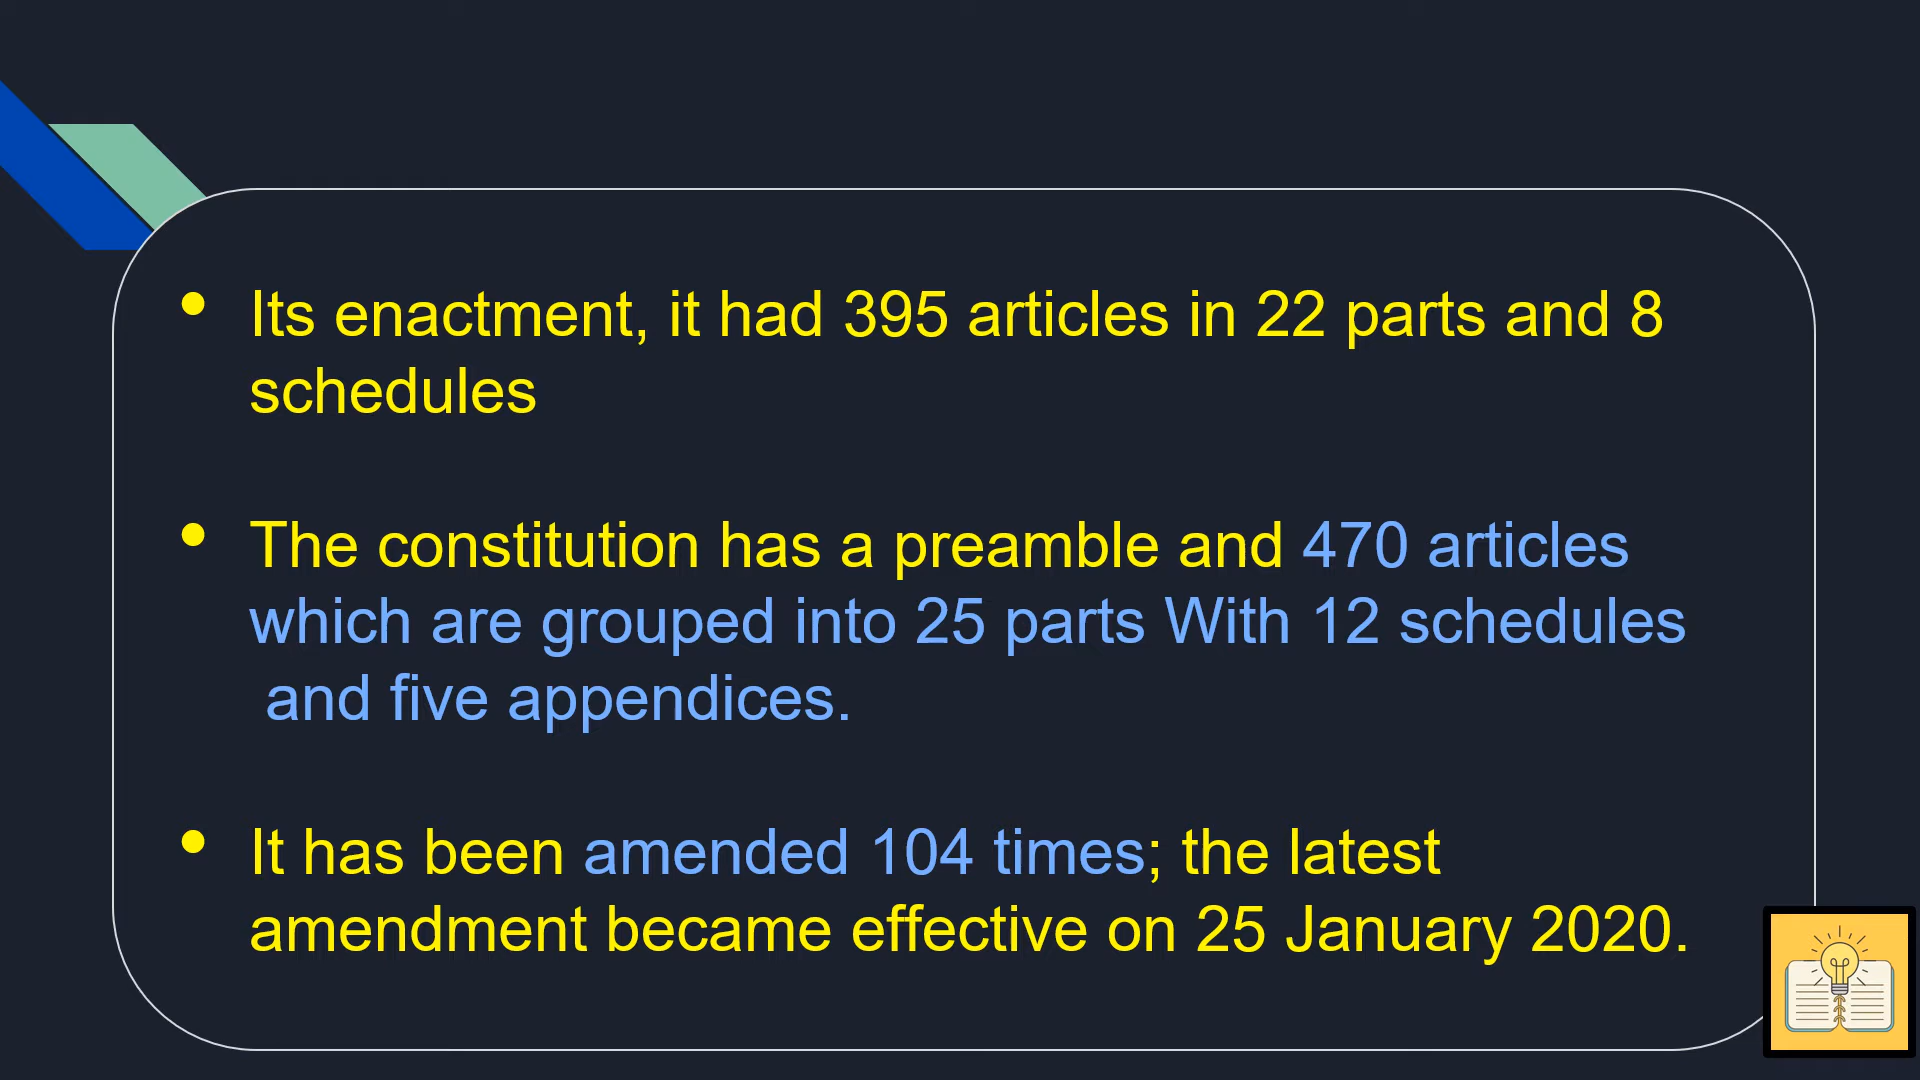 • Its enactment, it had 395 articles in 22 parts and 8
schedules
• The constitution has a preamble and 470 articles
which are grouped into 25 parts With 12 schedules
and five appendices.
• It has been amended 104 times; the latest
amendment became effective on 25 January 2020.